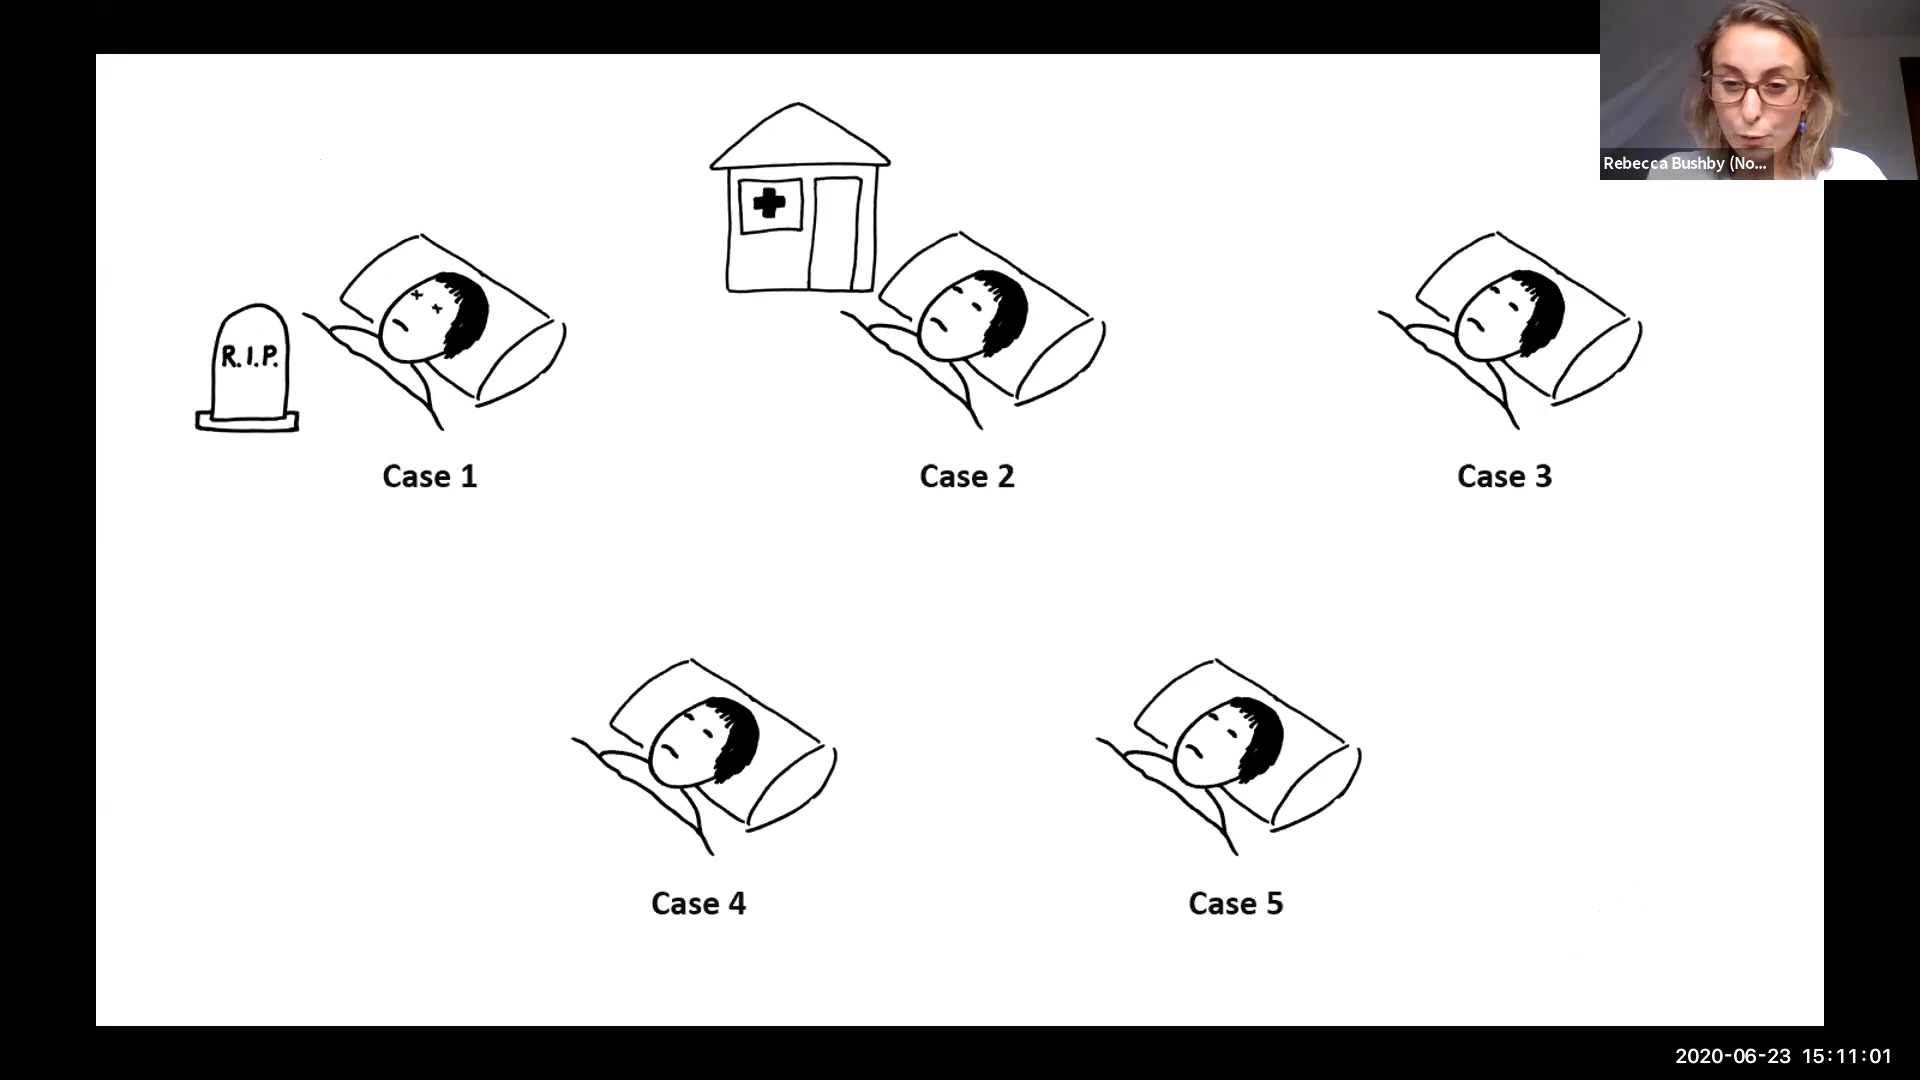 Rebecca Bushby (No...
R.I.P.
Case 1
Case 2
Case 3
Case 4
Case 5
2020-06-23 15:11:01